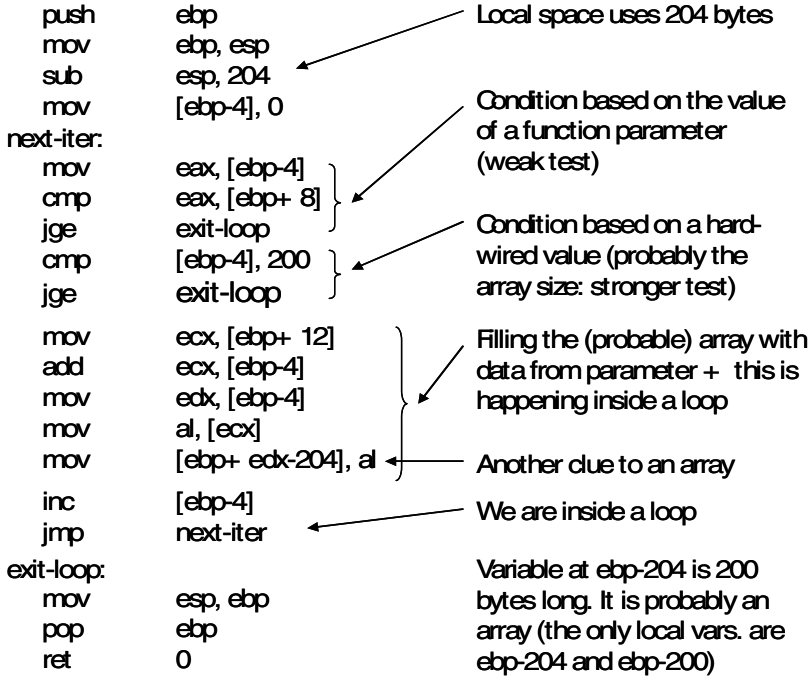 push ebp
mov ebp, esp
sub esp, 204
mov [ebp-4], 0
next-iter:
mov eax, [ebp-4]
cmp eax, [ebp+ 8]
jge exit-loop
cmp [ebp-4], 200
jge exit-loop
mov ecx, [ebp+ 12]
add ecx, [ebp-4]
mov edx, [ebp-4]
mov al, [ecx]
mov [ebp+ edx-204], al
inc [ebp-4]
jmp next-iter
exit-loop:
mov esp, ebp
pop ebp
ret 0
Local space uses 204 bytes
Condition based on the value
of a function parameter
(weak test)
Condition based on a hard-
wired value (probably the
array size: stronger test)
Filling the (probable) array with
data from parameter + this is
happening inside a loop
Another clue to an array
We are inside a loop
Variable at ebp-204 is 200
bytes long. It is probably an
array (the only local vars. are
ebp-204 and ebp-200)